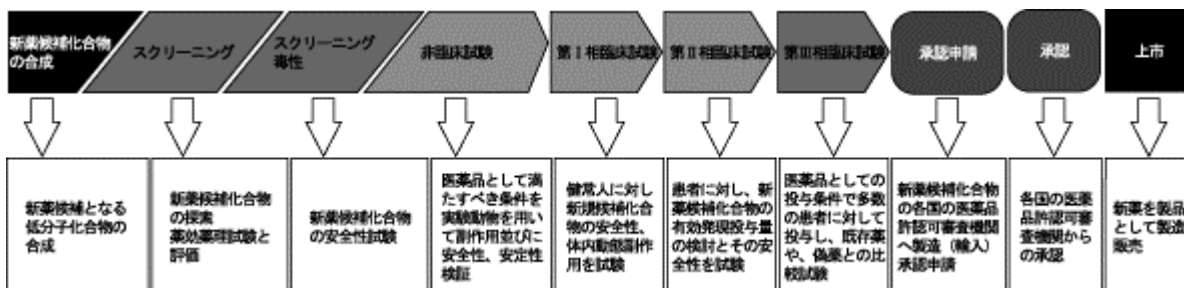 新薬候補化合物
の合成
スクリーニング
スクリーニング
毒性
非臨床試験
第Ⅰ相臨床試験
第Ⅱ相臨床試験
第Ⅲ相臨床試験
承認申請
承認
上市
新薬候補となる
低分子化合物の
合成
新薬候補化合物
の探索
薬効薬理試験と
評価
新薬候補化合物
の安全性試験
医薬品として満
たすべき条件を
実験動物を用い
て副作用並びに
安全性、安定性
検証
健常人に対し
新規候補化合
物の安全性、
体内動態副作
用を試験
患者に対し、新
薬候補化合物の
有効発現投与量
の検討とその安
全性を試験
医薬品としての
投与条件で多数
の患者に対して
投与し、既存薬
や、偽薬との比
較試験
新薬候補化合物
の各国の医薬品
許認可審査機関
へ製造（輸入）
承認申請
各国の医薬
品許認可審
査機関から
の承認
新薬を製品
として製造
販売